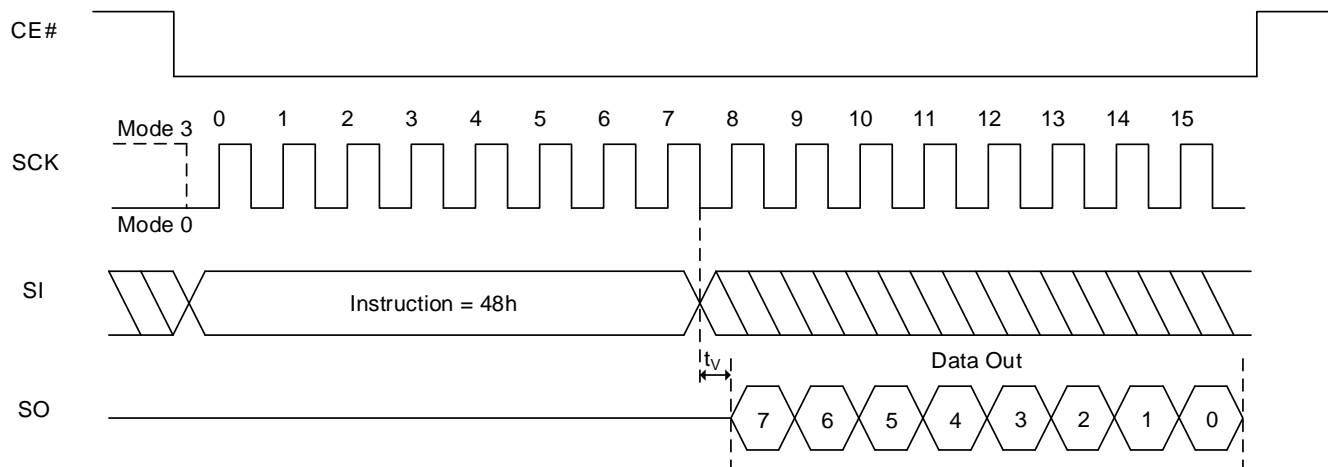 CE#
Mode 3
0 1 2 3 4 5 6 7 8 9 10 11 12 13 14 15
SCK
Mode 0
SI
Instruction = 48h
tV
Data Out
SO
7 6 5 4 3 2 1 0